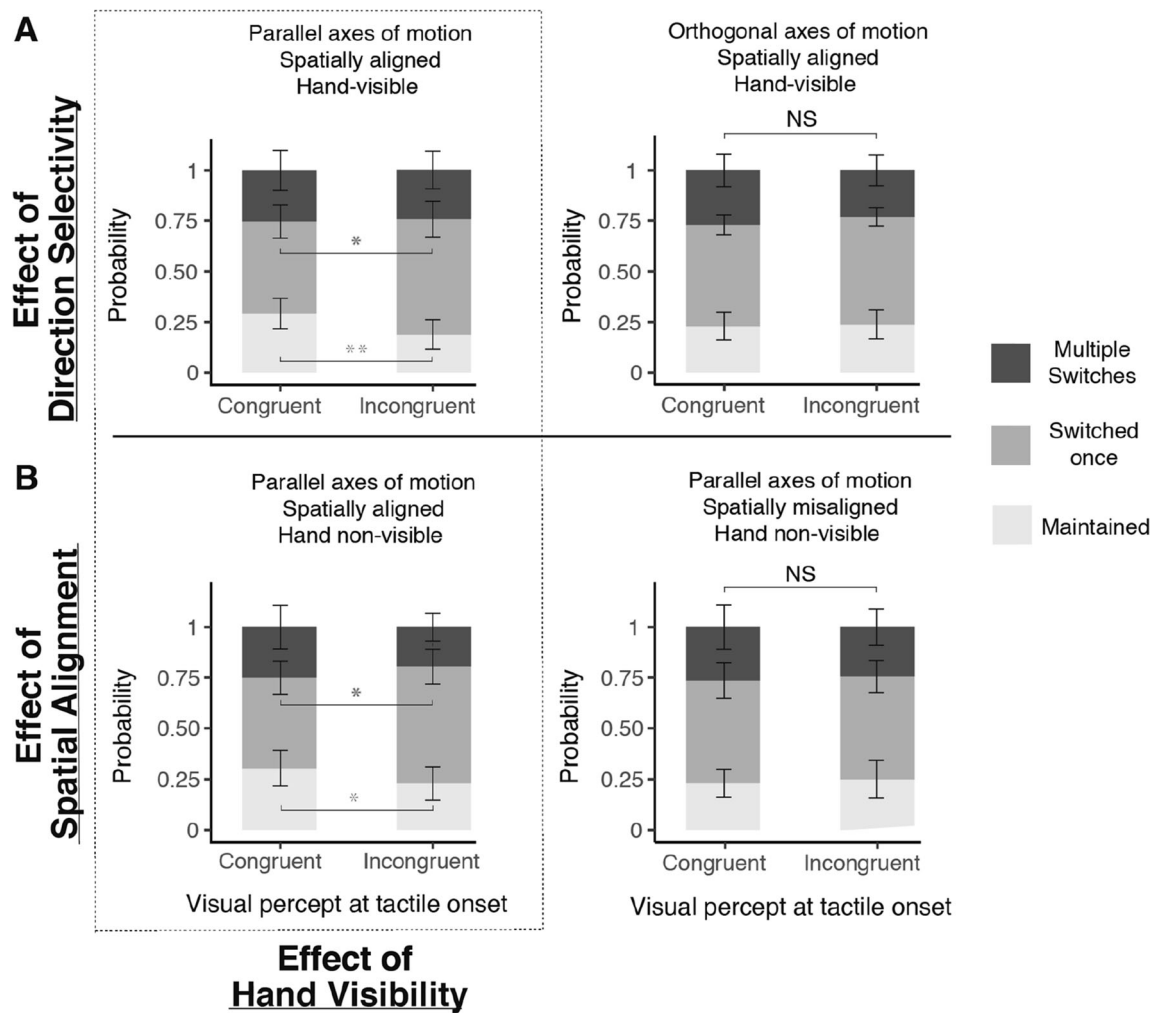 A
Effect of
Direction Selectivity
Parallel axes of motion
Spatially aligned
Hand-visible
Probability
1
0.75
0.50
0.25
0
*
**
Congruent
Incongruent
Orthogonal axes of motion
Spatially aligned
Hand-visible
NS
Probability
1
0.75
0.50
0.25
0
Congruent
Incongruent
Multiple
Switches
Switched
once
Maintained
B
Effect of
Spatial Alignment
Parallel axes of motion
Spatially aligned
Hand non-visible
Probability
1
0.75
0.50
0.25
0
*
*
Congruent
Incongruent
Visual percept at tactile onset
Parallel axes of motion
Spatially misaligned
Hand non-visible
NS
Probability
1
0.75
0.50
0.25
0
Congruent
Incongruent
Visual percept at tactile onset
Effect of
Hand Visibility